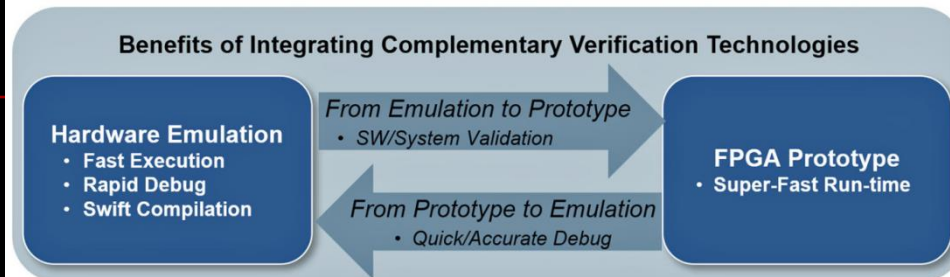 Benefits of Integrating Complementary Verification Technologies
Hardware Emulation
• Fast Execution
• Rapid Debug
• Swift Compilation
From Emulation to Prototype
• SW/System Validation
From Prototype to Emulation
• Quick/Accurate Debug
FPGA Prototype
• Super-Fast Run-time